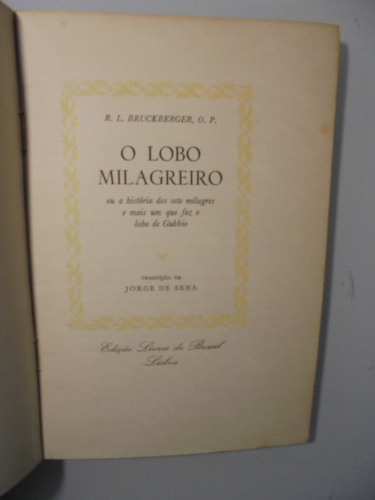 R. L. BRUCKBERGER, O. P.
O LOBO
MILAGREIRO
ou a história dos sete milagres
e mais um que fez o
lobo de Gubbio
TRADUÇÃO DE
JORGE DE SENA
Edição Livros do Brasil
Lisboa